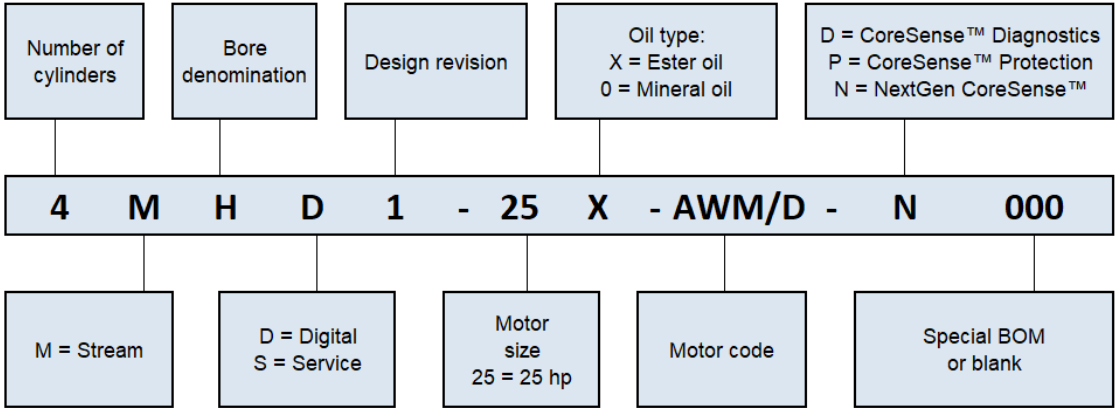 Number of
cylinders
Bore
denomination
Design revision
Oil type:
X = Ester oil
0 = Mineral oil
D = CoreSense™ Diagnostics
P = CoreSense™ Protection
N = NextGen CoreSense™
4 M H D 1 - 25 X - AWM/D - N 000
M = Stream
D = Digital
S = Service
Motor
size
25 = 25 hp
Motor code
Special BOM
or blank